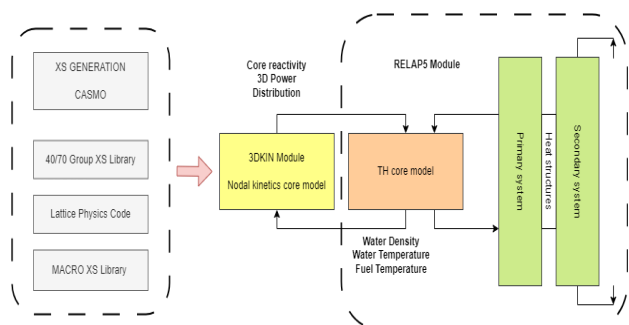 XS GENERATION
CASMO
40/70 Group XS Library
Lattice Physics Code
MACRO XS Library
Core reactivity
3D Power
Distribution
3DKIN Module
Nodal kinetics core model
RELAP5 Module
TH core model
Water Density
Water Temperature
Fuel Temperature
Primary system
Heat structures
Secondary system